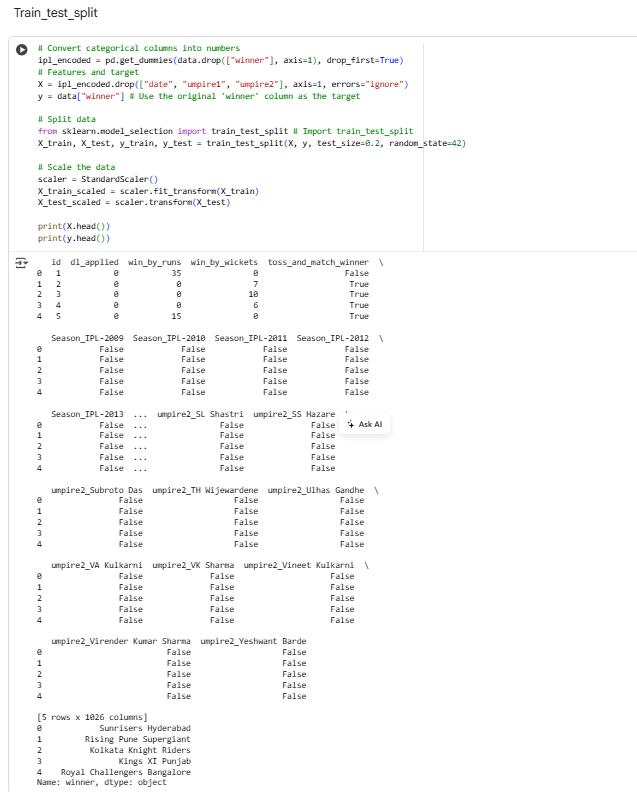 Train_test_split
# Convert categorical columns into numbers
ipl_encoded = pd.get_dummies(data.drop(["winner"], axis=1), drop_first=True)
# Features and target
X = ipl_encoded.drop(["date", "umpire1", "umpire2"], axis=1, errors="ignore")
y = data["winner"] # Use the original 'winner' column as the target
# Split data
from sklearn.model_selection import train_test_split # Import train_test_split
X_train, X_test, y_train, y_test = train_test_split(X, y, test_size=0.2, random_state=42)
# Scale the data
scaler = StandardScaler()
X_train_scaled = scaler.fit_transform(X_train)
X_test_scaled = scaler.transform(X_test)
print(X.head())
print(y.head())
id dl_applied win_by_runs win_by_wickets toss_and_match_winner \
0 1 0 35 0 False
1 2 0 0 7 True
2 3 0 0 10 True
3 4 0 0 6 True
4 5 0 15 0 True
Season_IPL-2009 Season_IPL-2010 Season_IPL-2011 Season_IPL-2012 \
0 False False False False
1 False False False False
2 False False False False
3 False False False False
4 False False False False
Season_IPL-2013 ... umpire2_SL Shastri umpire2_SS Hazare \
0 False ... False False
Ask AI
1 False ... False False
2 False ... False False
3 False ... False False
4 False ... False False
umpire2_Subroto Das umpire2_TH Wijewardene umpire2_Ulhas Gandhe \
0 False False False
1 False False False
2 False False False
3 False False False
4 False False False
umpire2_VA Kulkarni umpire2_VK Sharma umpire2_Vineet Kulkarni \
0 False False False
1 False False False
2 False False False
3 False False False
4 False False False
umpire2_Virender Kumar Sharma umpire2_Yeshwant Barde
0 False False
1 False False
2 False False
3 False False
4 False False
[5 rows x 1026 columns]
0 Sunrisers Hyderabad
1 Rising Pune Supergiant
2 Kolkata Knight Riders
3 Kings XI Punjab
4 Royal Challengers Bangalore
Name: winner, dtype: object